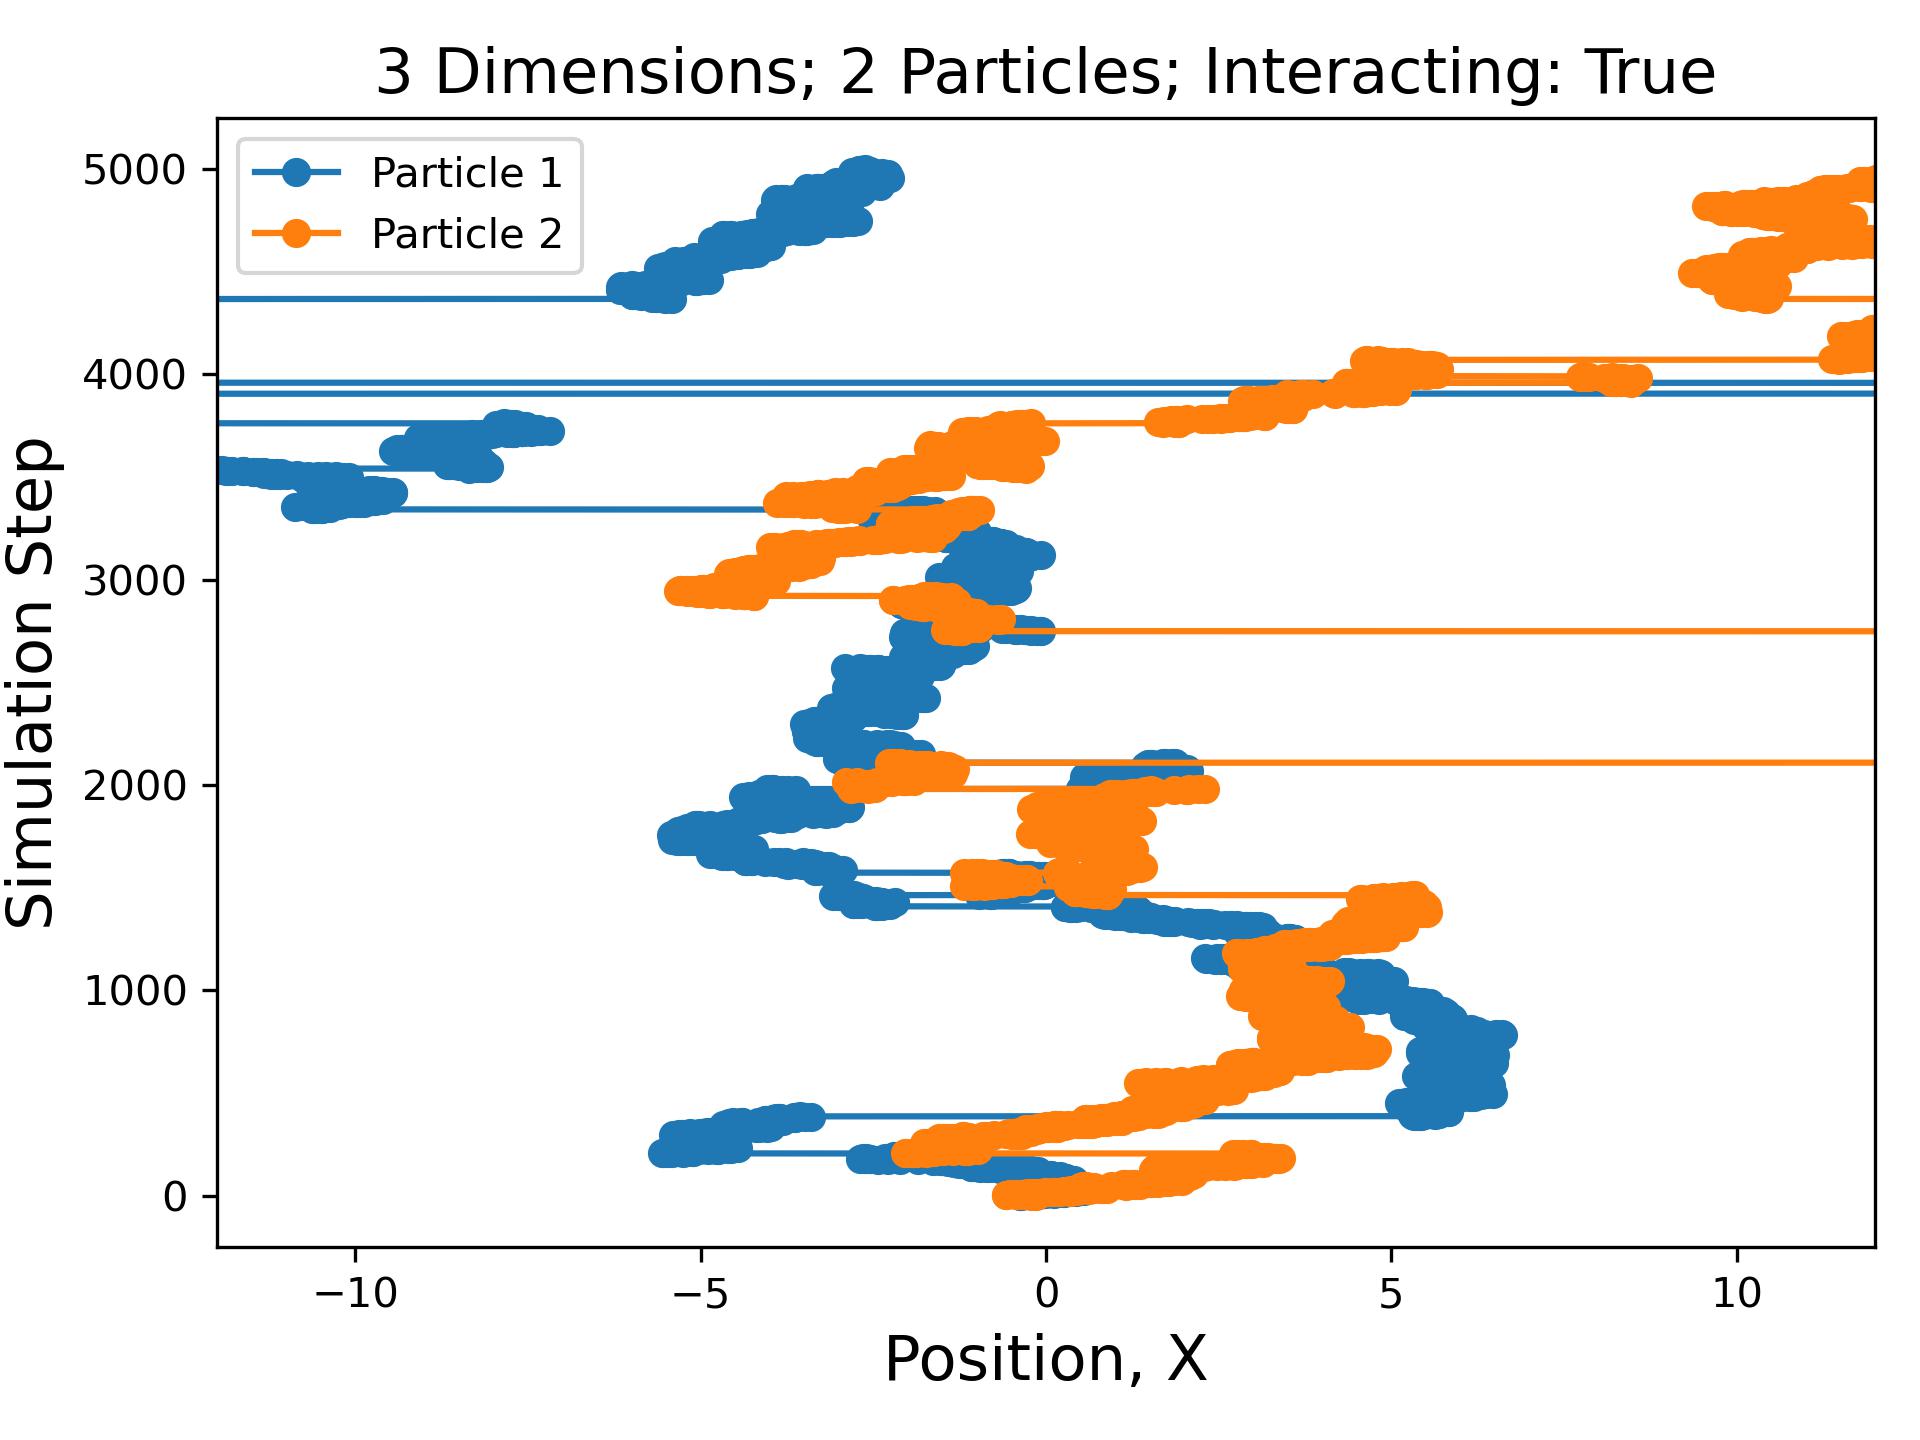 3 Dimensions; 2 Particles; Interacting: True
Particle 1
Particle 2
5000
4000
3000
2000
1000
0
Simulation Step
−10
−5
0
5
10
Position, X